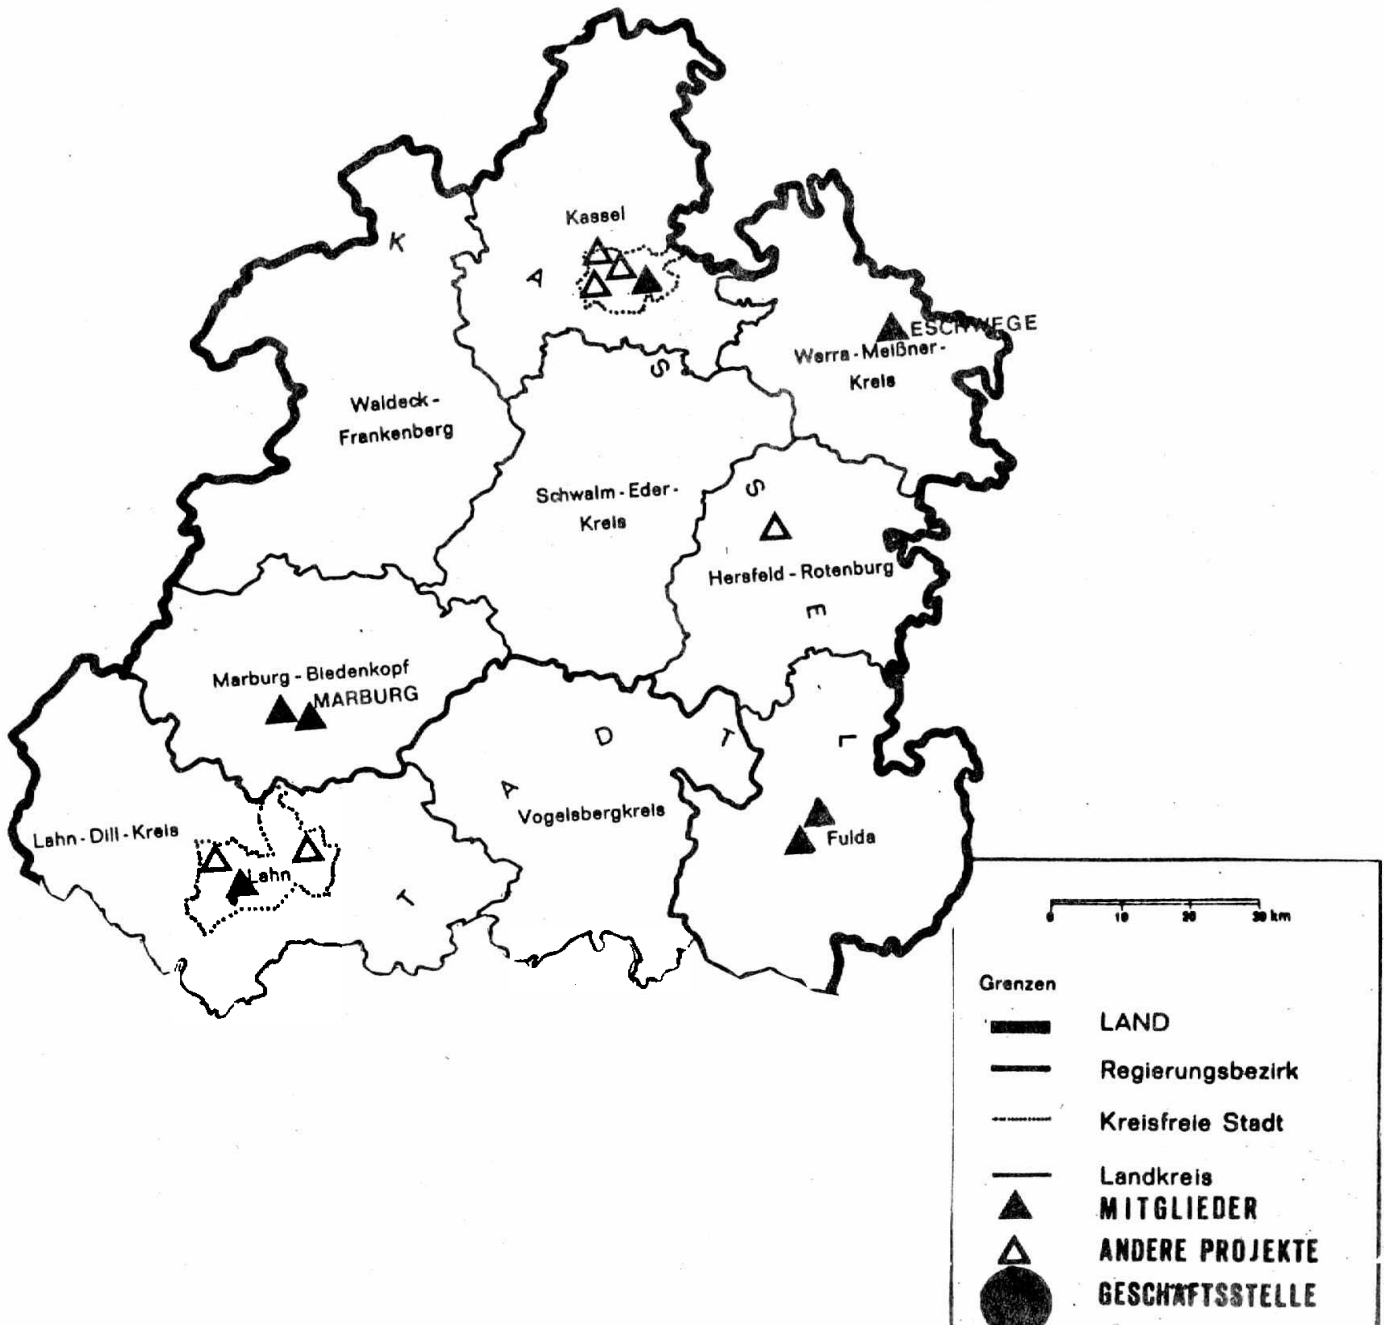 Kassel
K
A
ESCHWEGE
Werra-Meißner-
Kreis
S
Waldeck-
Frankenberg
Schwalm-Eder-
Kreis
S
Hersfeld-Rotenburg
E
Marburg-Biedenkopf
MARBURG
D
T
L
A
Vogelsbergkreis
Lahn-Dill-Kreis
Fulda
Lahn
T
0 10 20 30 km
Grenzen
LAND
Regierungsbezirk
Kreisfreie Stadt
Landkreis
MITGLIEDER
ANDERE PROJEKTE
GESCHÄFTSSTELLE